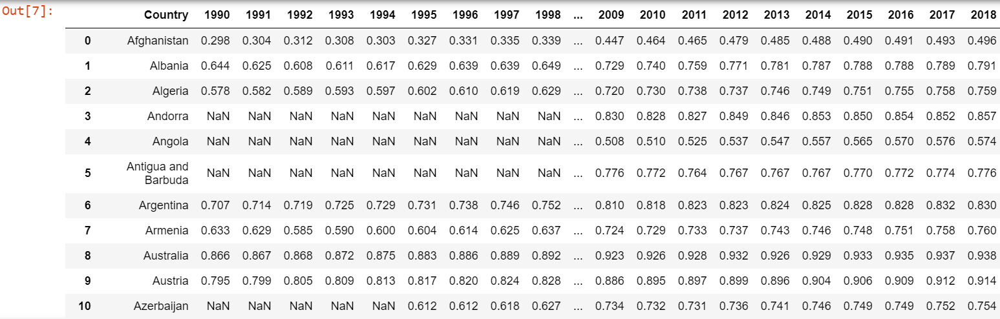 Out[7]:
Country 1990 1991 1992 1993 1994 1995 1996 1997 1998 ... 2009 2010 2011 2012 2013 2014 2015 2016 2017 2018
0 Afghanistan 0.298 0.304 0.312 0.308 0.303 0.327 0.331 0.335 0.339 ... 0.447 0.464 0.465 0.479 0.485 0.488 0.490 0.491 0.493 0.496
1 Albania 0.644 0.625 0.608 0.611 0.617 0.629 0.639 0.639 0.649 ... 0.729 0.740 0.759 0.771 0.781 0.787 0.788 0.788 0.789 0.791
2 Algeria 0.578 0.582 0.589 0.593 0.597 0.602 0.610 0.619 0.629 ... 0.720 0.730 0.738 0.737 0.746 0.749 0.751 0.755 0.758 0.759
3 Andorra NaN NaN NaN NaN NaN NaN NaN NaN NaN ... 0.830 0.828 0.827 0.849 0.846 0.853 0.850 0.854 0.852 0.857
4 Angola NaN NaN NaN NaN NaN NaN NaN NaN NaN ... 0.508 0.510 0.525 0.537 0.547 0.557 0.565 0.570 0.576 0.574
5 Antigua and
Barbuda NaN NaN NaN NaN NaN NaN NaN NaN NaN ... 0.776 0.772 0.764 0.767 0.767 0.767 0.770 0.772 0.774 0.776
6 Argentina 0.707 0.714 0.719 0.725 0.729 0.731 0.738 0.746 0.752 ... 0.810 0.818 0.823 0.823 0.824 0.825 0.828 0.828 0.832 0.830
7 Armenia 0.633 0.629 0.585 0.590 0.600 0.604 0.614 0.625 0.637 ... 0.724 0.729 0.733 0.737 0.743 0.746 0.748 0.751 0.758 0.760
8 Australia 0.866 0.867 0.868 0.872 0.875 0.883 0.886 0.889 0.892 ... 0.923 0.926 0.928 0.932 0.926 0.929 0.933 0.935 0.937 0.938
9 Austria 0.795 0.799 0.805 0.809 0.813 0.817 0.820 0.824 0.828 ... 0.886 0.895 0.897 0.899 0.896 0.904 0.906 0.909 0.912 0.914
10 Azerbaijan NaN NaN NaN NaN NaN 0.612 0.612 0.618 0.627 ... 0.734 0.732 0.731 0.736 0.741 0.746 0.749 0.749 0.752 0.754